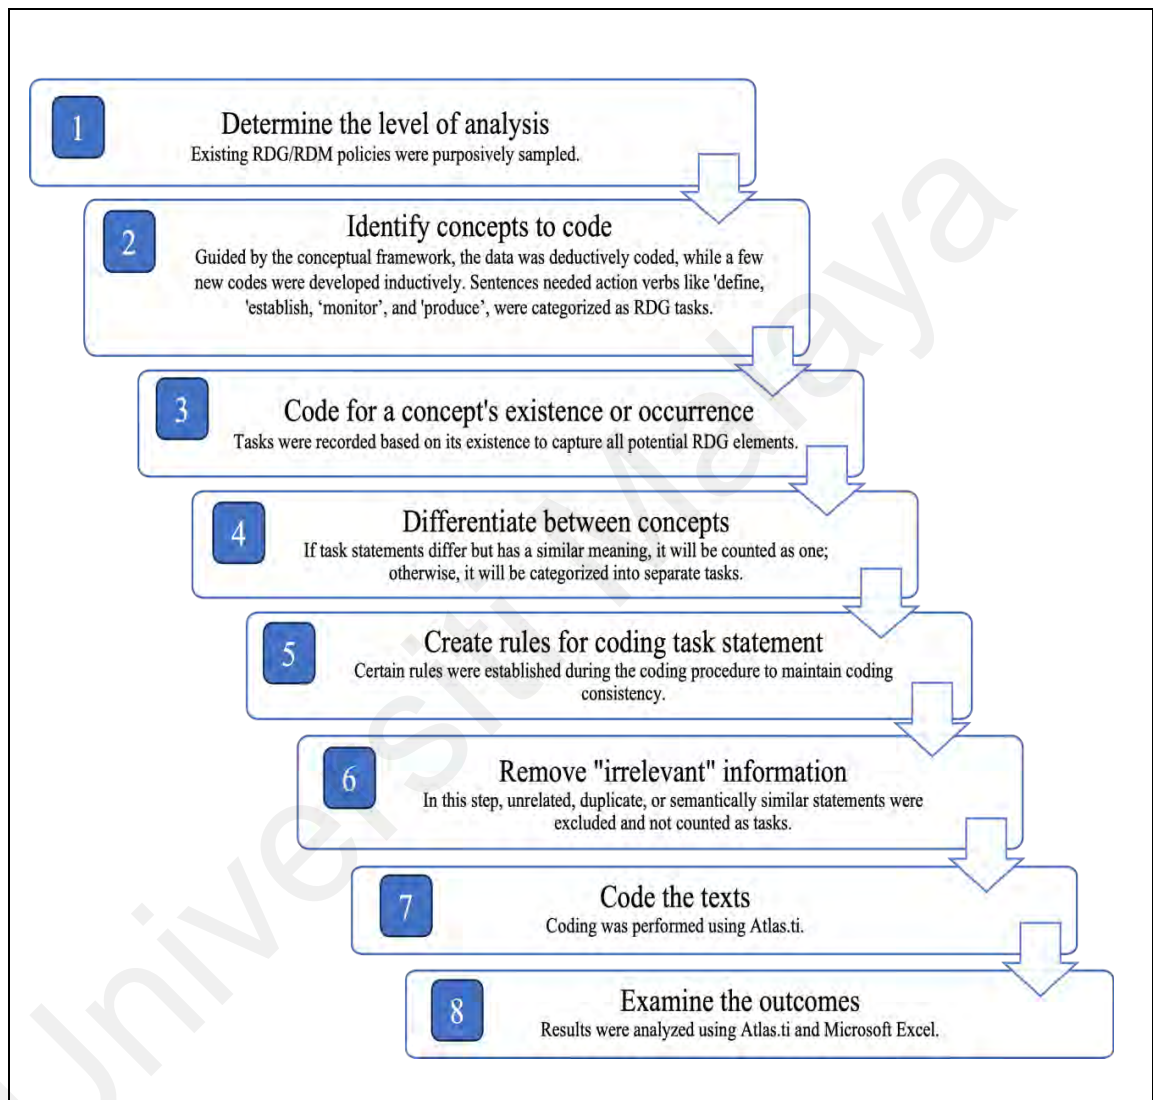 1
Determine the level of analysis
Existing RDG/RDM policies were purposively sampled.
2
Identify concepts to code
Guided by the conceptual framework, the data was deductively coded, while a few
new codes were developed inductively. Sentences needed action verbs like 'define,
'establish, ‘monitor’, and 'produce’, were categorized as RDG tasks.
3
Code for a concept's existence or occurrence
Tasks were recorded based on its existence to capture all potential RDG elements.
4
Differentiate between concepts
If task statements differ but has a similar meaning, it will be counted as one;
otherwise, it will be categorized into separate tasks.
5
Create rules for coding task statement
Certain rules were established during the coding procedure to maintain coding
consistency.
6
Remove "irrelevant" information
In this step, unrelated, duplicate, or semantically similar statements were
excluded and not counted as tasks.
7
Code the texts
Coding was performed using Atlas.ti.
8
Examine the outcomes
Results were analyzed using Atlas.ti and Microsoft Excel.
Universiti Malaya